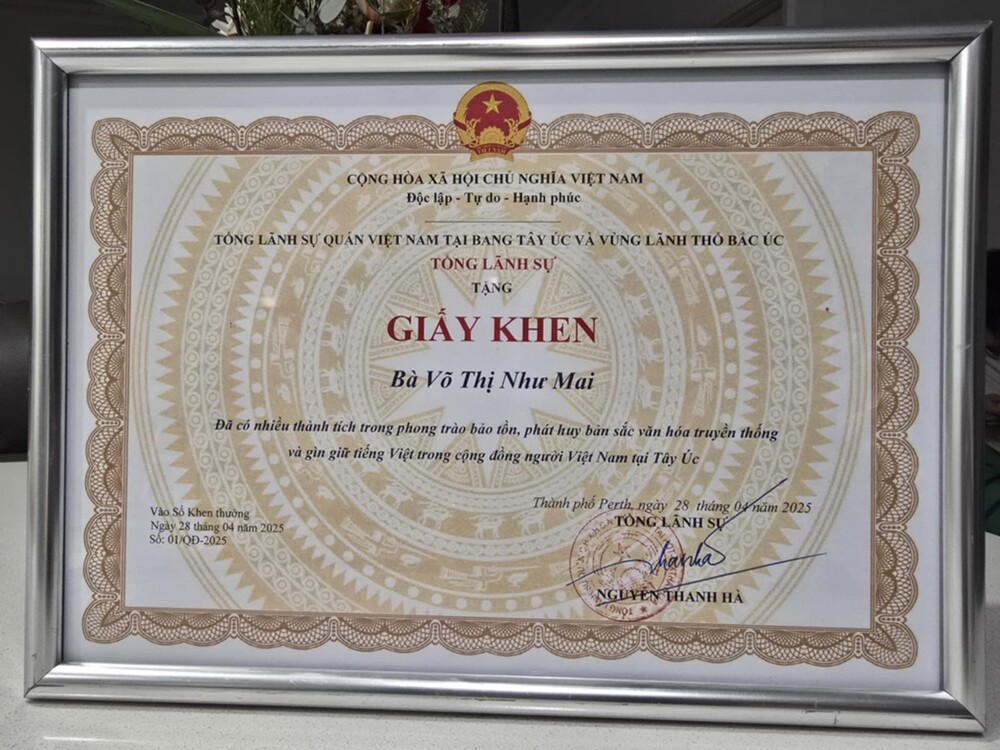 VIỆT NAM
CỘNG HÒA XÃ HỘI CHỦ NGHĨA VIỆT NAM
Độc lập - Tự do - Hạnh phúc
TỔNG LÃNH SỰ QUÁN VIỆT NAM TẠI BANG TÂY ÚC VÀ VÙNG LÃNH THỔ BẮC ÚC
TỔNG LÃNH SỰ
TẶNG
GIẤY KHEN
Bà Võ Thị Như Mai
Đã có nhiều thành tích trong phong trào bảo tồn, phát huy bản sắc văn hóa truyền thống
và gìn giữ tiếng Việt trong cộng đồng người Việt Nam tại Tây Úc
Vào Sổ Khen thưởng
Ngày 28 tháng 04 năm 2025
Số: 01/QĐ-2025
Thành phố Perth, ngày 28 tháng 04 năm 2025
TỔNG LÃNH SỰ
NGUYỄN THANH HÀ